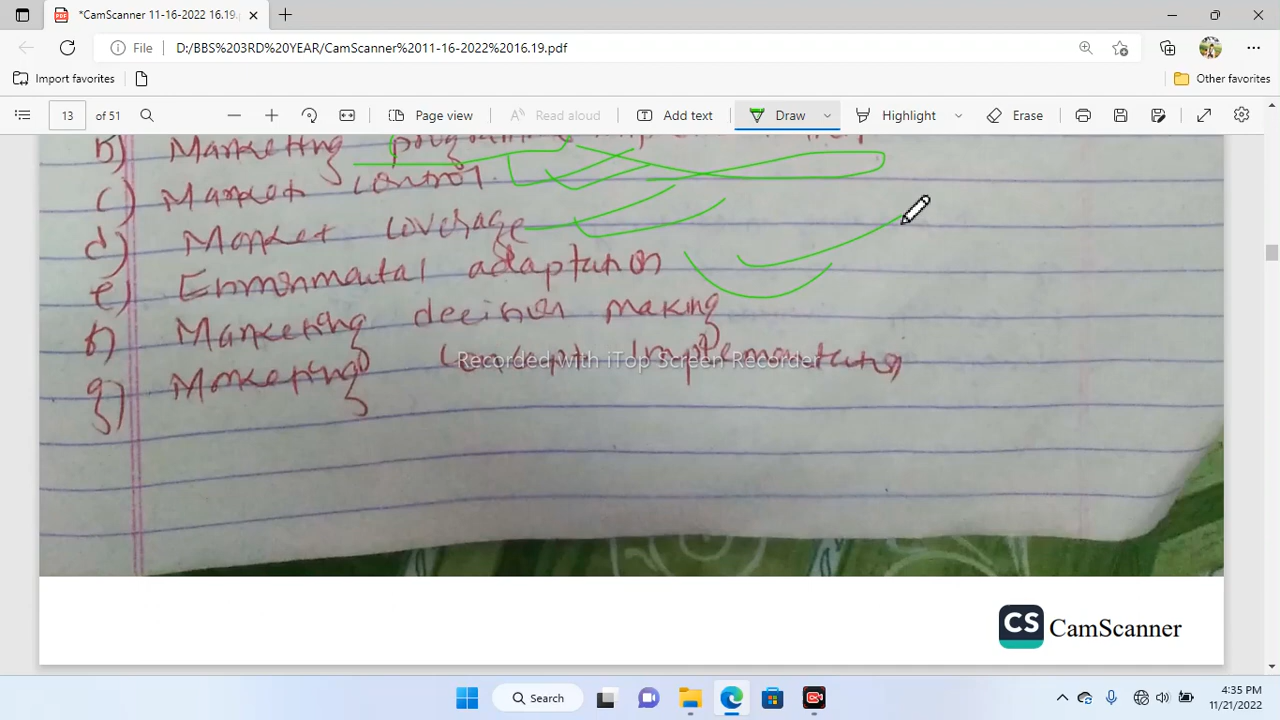 *CamScanner 11-16-2022 16.19.
File D:/BBS%203RD%20YEAR/CamScanner%2011-16-2022%2016.19.pdf
Import favorites Other favorites
13 of 51 Page view Read aloud Add text Draw Highlight Erase
b) Marketing
c) Market control.
d) Market coverage
e) Environmental adaptation
f) Marketing decision making
g) Marketing concept Implementating
Recorded with iTop Screen Recorder
CS CamScanner
Search
4:35 PM
11/21/2022